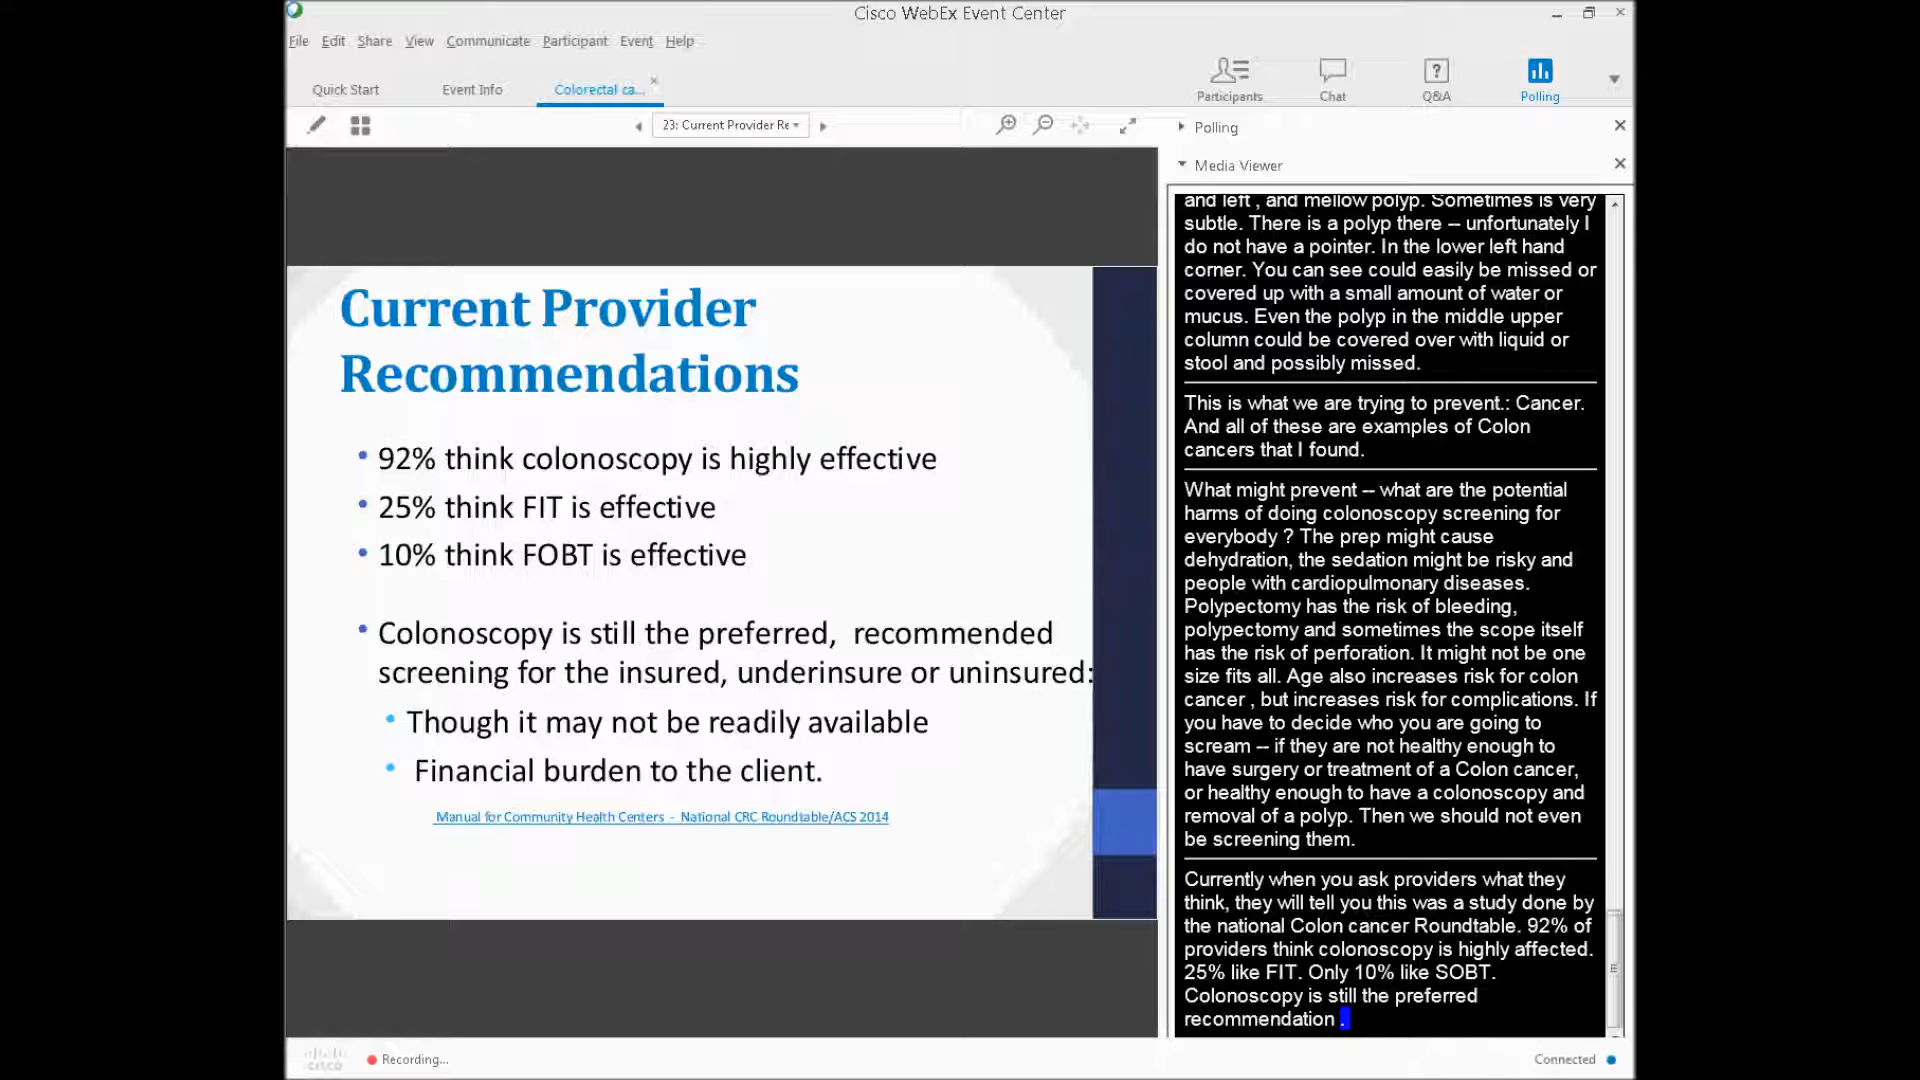 Cisco WebEx Event Center
File Edit Share View Communicate Participant Event Help
Quick Start Event Info Colorectal ca...
Participants Chat Q&A Polling
23: Current Provider Re
Polling
Media Viewer
Current Provider
Recommendations
• 92% think colonoscopy is highly effective
• 25% think FIT is effective
• 10% think FOBT is effective
• Colonoscopy is still the preferred, recommended
screening for the insured, underinsure or uninsured:
• Though it may not be readily available
• Financial burden to the client.
Manual for Community Health Centers - National CRC Roundtable/ACS 2014
and left , and mellow polyp. Sometimes is very
subtle. There is a polyp there -- unfortunately I
do not have a pointer. In the lower left hand
corner. You can see could easily be missed or
covered up with a small amount of water or
mucus. Even the polyp in the middle upper
column could be covered over with liquid or
stool and possibly missed.
This is what we are trying to prevent.: Cancer.
And all of these are examples of Colon
cancers that I found.
What might prevent -- what are the potential
harms of doing colonoscopy screening for
everybody ? The prep might cause
dehydration, the sedation might be risky and
people with cardiopulmonary diseases.
Polypectomy has the risk of bleeding,
polypectomy and sometimes the scope itself
has the risk of perforation. It might not be one
size fits all. Age also increases risk for colon
cancer , but increases risk for complications. If
you have to decide who you are going to
scream -- if they are not healthy enough to
have surgery or treatment of a Colon cancer,
or healthy enough to have a colonoscopy and
removal of a polyp. Then we should not even
be screening them.
Currently when you ask providers what they
think, they will tell you this was a study done by
the national Colon cancer Roundtable. 92% of
providers think colonoscopy is highly affected.
25% like FIT. Only 10% like SOBT.
Colonoscopy is still the preferred
recommendation .
cisco
Recording...
Connected